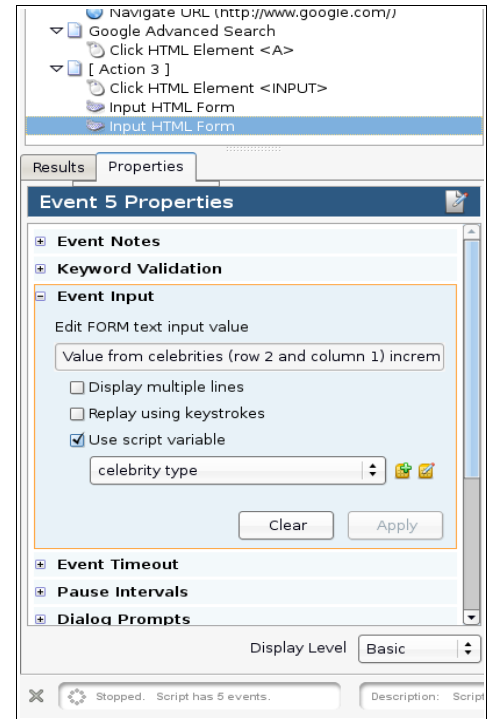 Navigate URL (http://www.google.com/)
Google Advanced Search
Click HTML Element <A>
[ Action 3 ]
Click HTML Element <INPUT>
Input HTML Form
Input HTML Form
Results Properties
Event 5 Properties
Event Notes
Keyword Validation
Event Input
Edit FORM text input value
Value from celebrities (row 2 and column 1) increm
Display multiple lines
Replay using keystrokes
Use script variable
celebrity type
Clear Apply
Event Timeout
Pause Intervals
Dialog Prompts
Display Level Basic
Stopped. Script has 5 events. Description: Script